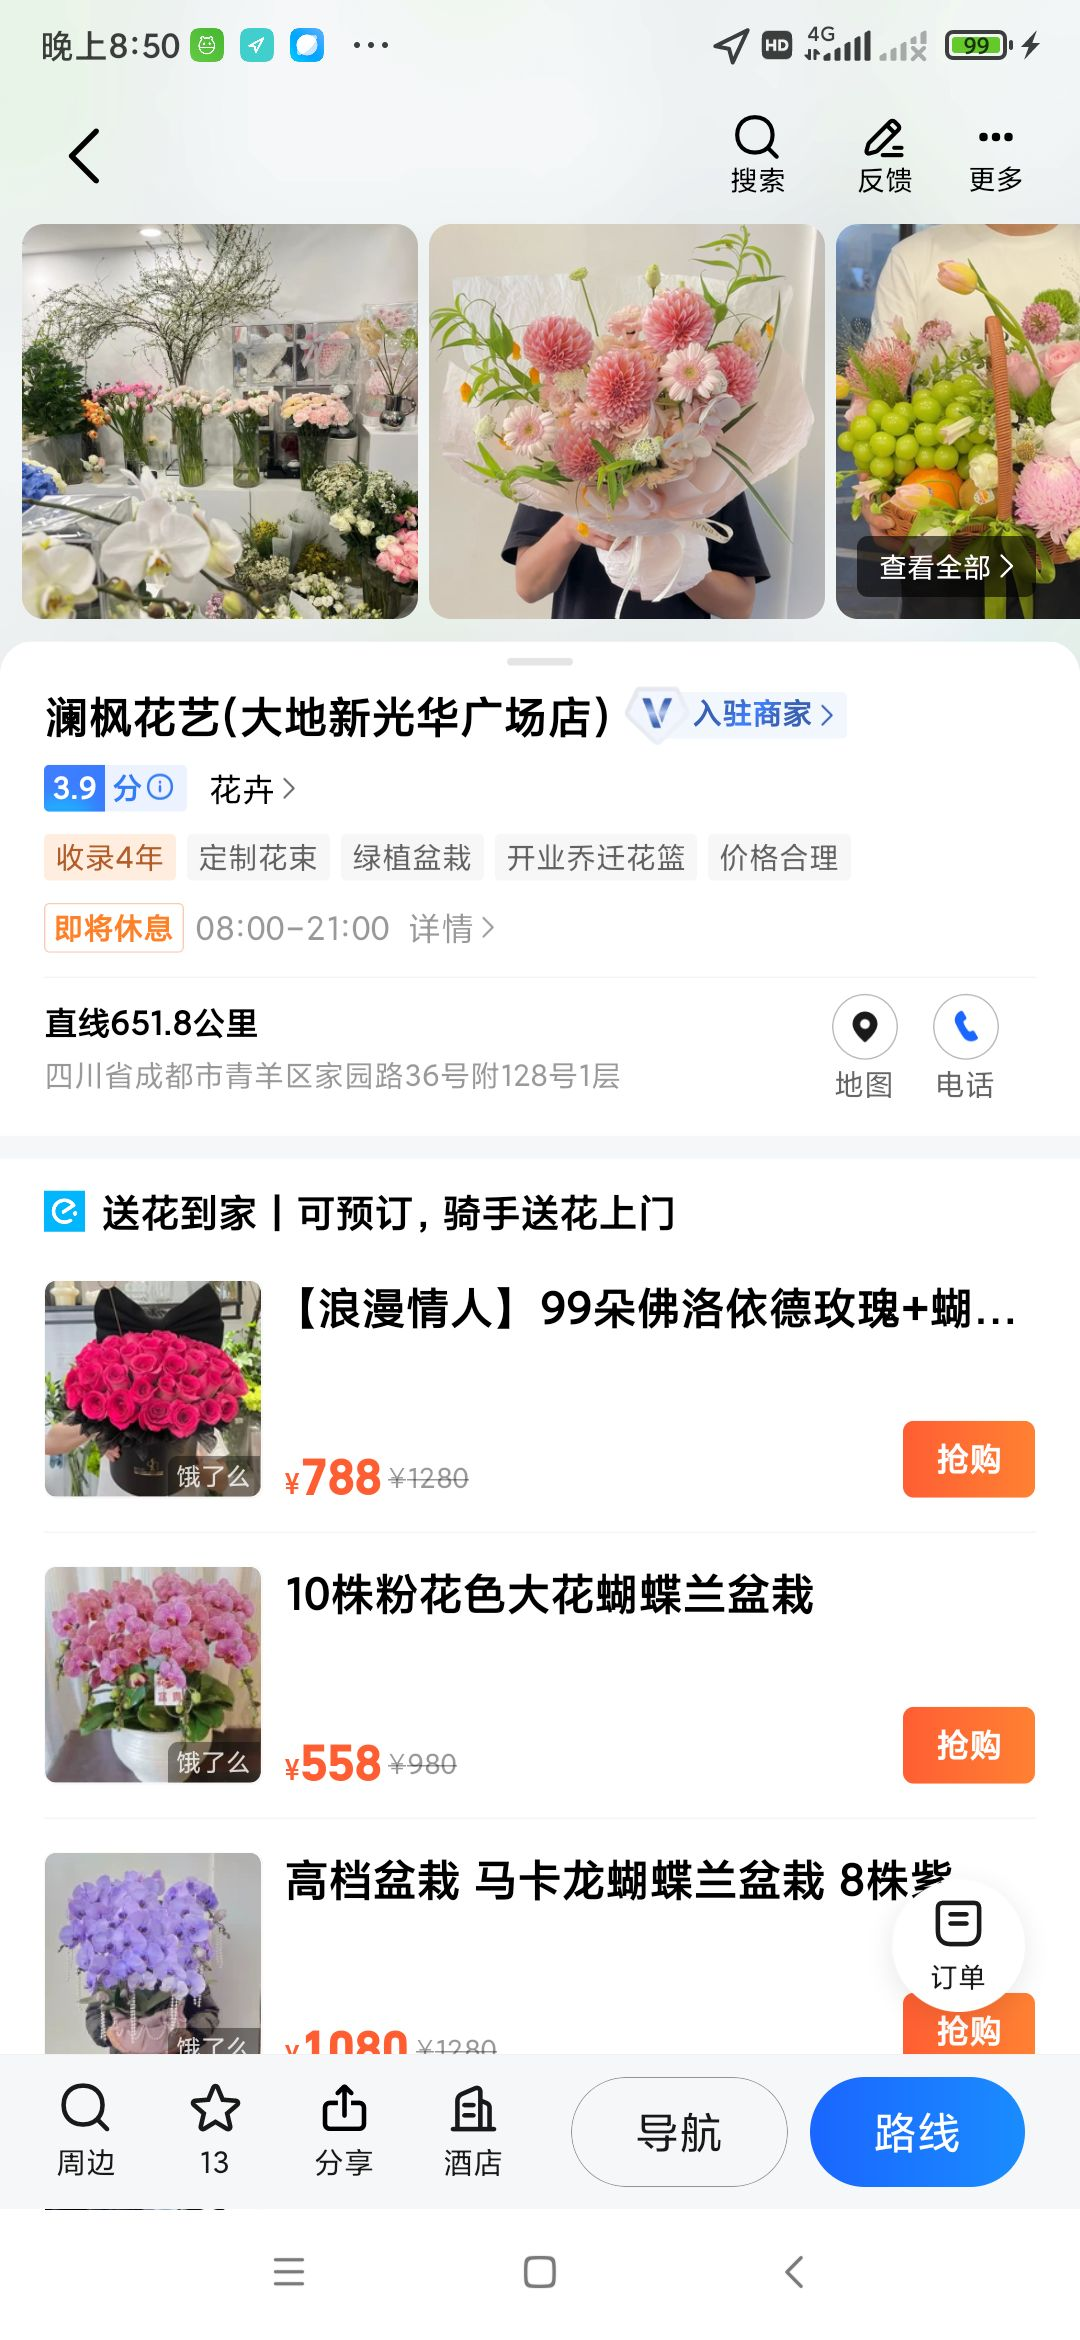 晚上8:50
HD
4G
99
搜索
反馈
更多
查看全部
澜枫花艺(大地新光华广场店)
V 入驻商家
3.9 分 花卉
收录4年 定制花束 绿植盆栽 开业乔迁花篮 价格合理
即将休息 08:00-21:00 详情
直线651.8公里
四川省成都市青羊区家园路36号附128号1层
地图
电话
送花到家 | 可预订, 骑手送花上门
【浪漫情人】99朵佛洛依德玫瑰+蝴...
饿了么
¥788 ¥1280
抢购
10株粉花色大花蝴蝶兰盆栽
饿了么
¥558 ¥980
抢购
高档盆栽 马卡龙蝴蝶兰盆栽 8株紫
饿了么
¥1080 ¥1280
订单
抢购
周边
13
分享
酒店
导航
路线